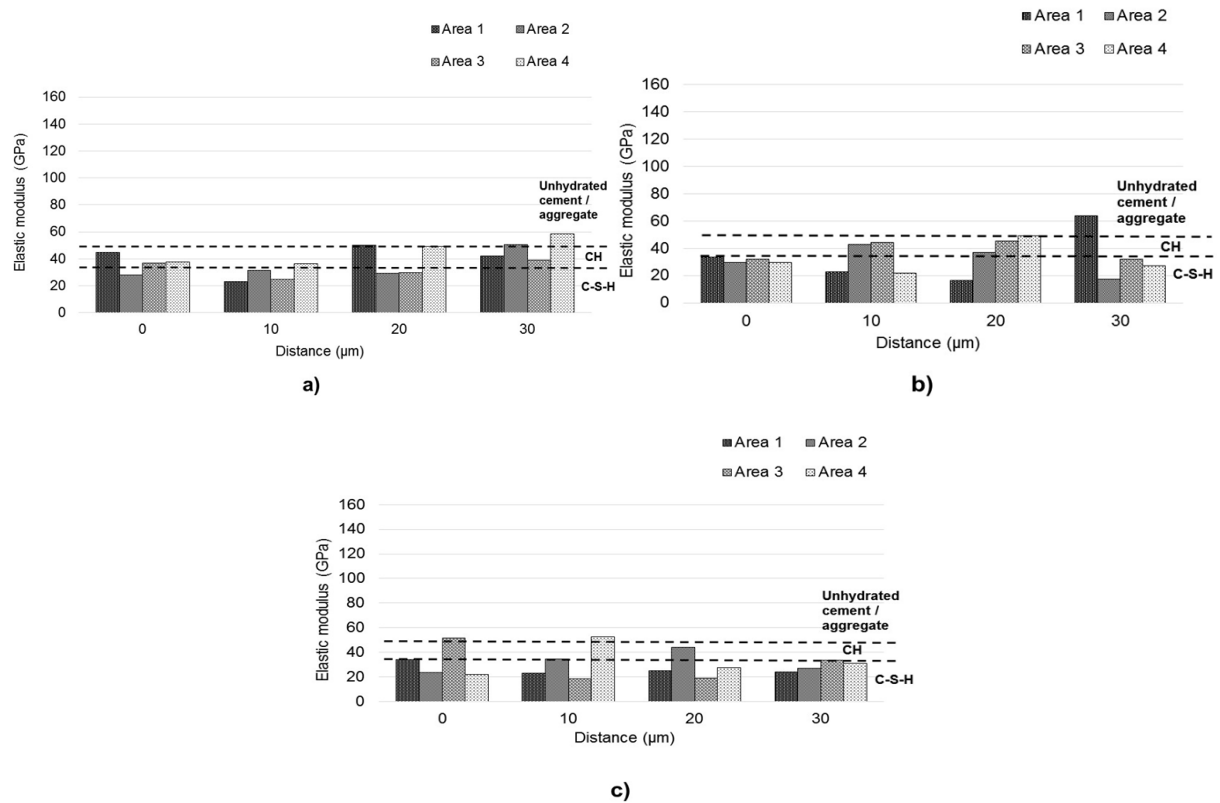 Area 1 Area 2
Area 3 Area 4
Elastic modulus (GPa)
160
140
120
100
80
60
40
20
0
Unhydrated
cement /
aggregate
CH
C-S-H
0 10 20 30
Distance (µm)
a)
Area 1 Area 2
Area 3 Area 4
Elastic modulus (GPa)
160
140
120
100
80
60
40
20
0
Unhydrated
cement /
aggregate
CH
C-S-H
0 10 20 30
Distance (µm)
b)
Area 1 Area 2
Area 3 Area 4
Elastic modulus (GPa)
160
140
120
100
80
60
40
20
0
Unhydrated
cement /
aggregate
CH
C-S-H
0 10 20 30
Distance (µm)
c)